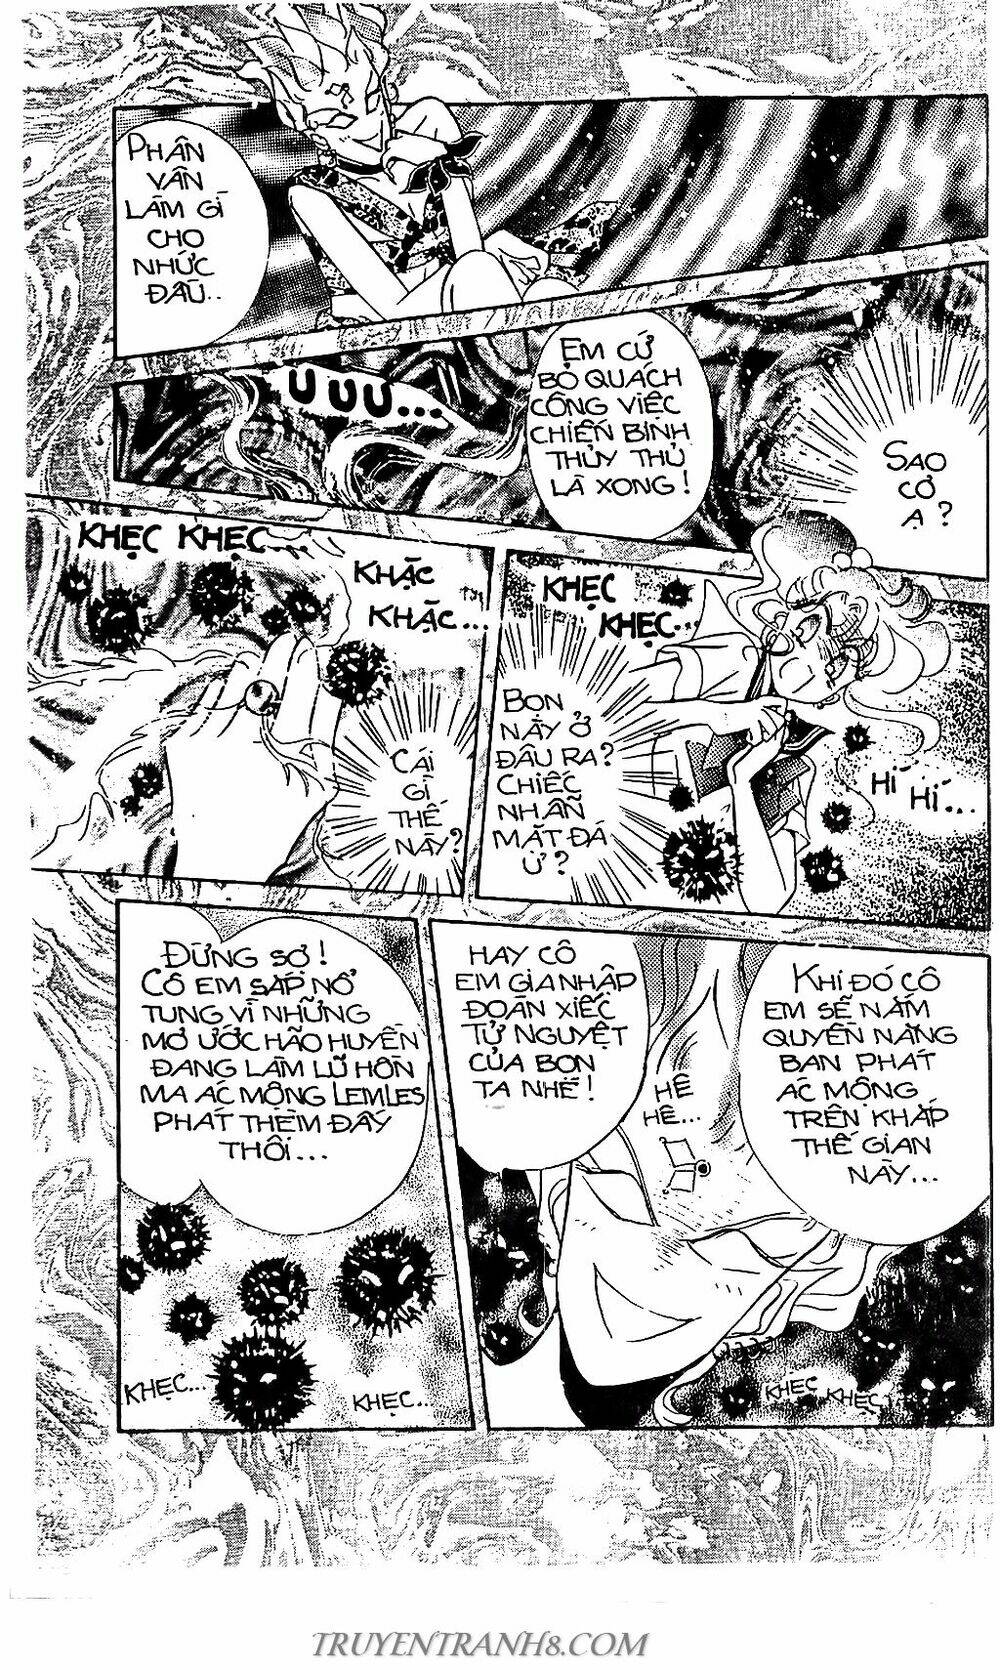 PHÂN
VÂN
LÀM GÌ
CHO
NHỨC
ĐẦU..
U UU...
EM CỨ
BỎ QUÁCH
CÔNG VIỆC
CHIẾN BINH
THỦY THỦ
LÀ XONG!
SAO
CƠ
Ạ?
KHẸC KHẸC...
KHẶC
KHẶC...
CÁI
GÌ
THẾ
NÀY?
KHẸC
KHẸC...
BỌN
NÀY Ở
ĐÂU RA?
CHIẾC
NHẪN
MẶT ĐÁ
Ử?
HÍ HÍ...
ĐỪNG SỢ!
CÔ EM SẮP NỔ
TUNG VÌ NHỮNG
MƠ ƯỚC HÃO HUYỀN
ĐANG LÀM LŨ HỒN
MA ÁC MỘNG LEMLES
PHÁT THÈM ĐẤY
THÔI...
KHẸC...
KHẸC...
HAY CÔ
EM GIA NHẬP
ĐOÀN XIẾC
TỬ NGUYỆT
CỦA BỌN
TA NHÉ!
HÊ
HÊ...
KHI ĐÓ CÔ
EM SẼ NẮM
QUYỀN NĂNG
BAN PHÁT
ÁC MỘNG
TRÊN KHẮP
THẾ GIAN
NÀY...
KHẸC
KHẸC...
TRUYENTRANH8.COM